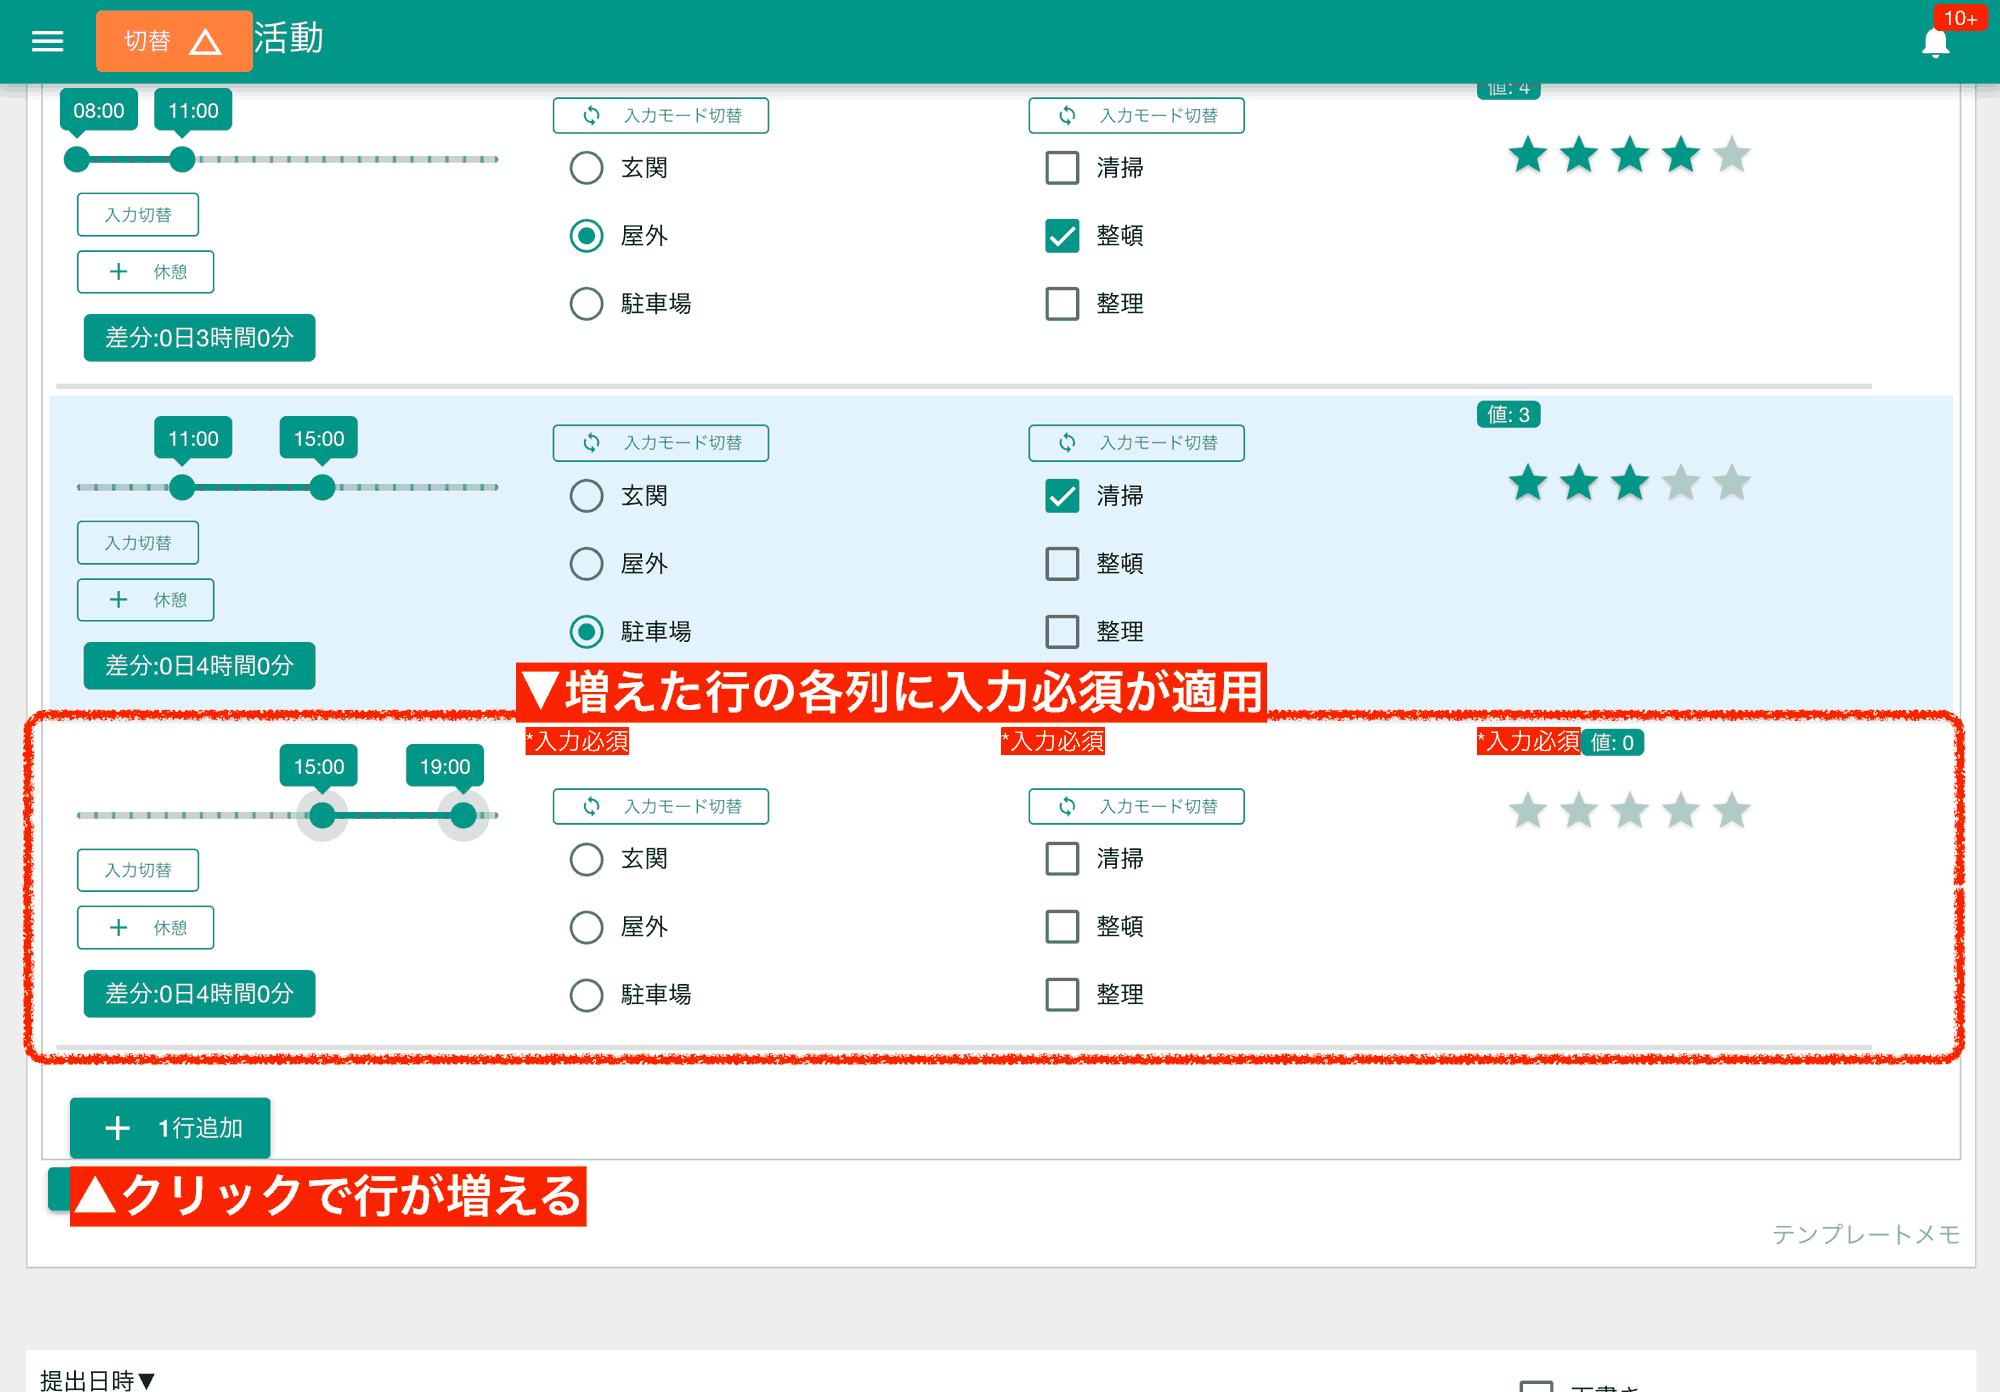 切替 活動 10+
08:00 11:00 入力モード切替 入力モード切替 値: 4
玄関 清掃
入力切替
屋外 整頓
休憩
駐車場 整理
差分:0日3時間0分
11:00 15:00 入力モード切替 入力モード切替 値: 3
玄関 清掃
入力切替
屋外 整頓
休憩
駐車場 整理
差分:0日4時間0分
▼増えた行の各列に入力必須が適用
*入力必須 *入力必須 *入力必須 値: 0
15:00 19:00 入力モード切替 入力モード切替
玄関 清掃
入力切替
屋外 整頓
休憩
駐車場 整理
差分:0日4時間0分
1行追加
▲クリックで行が増える
テンプレートメモ
提出日時▼